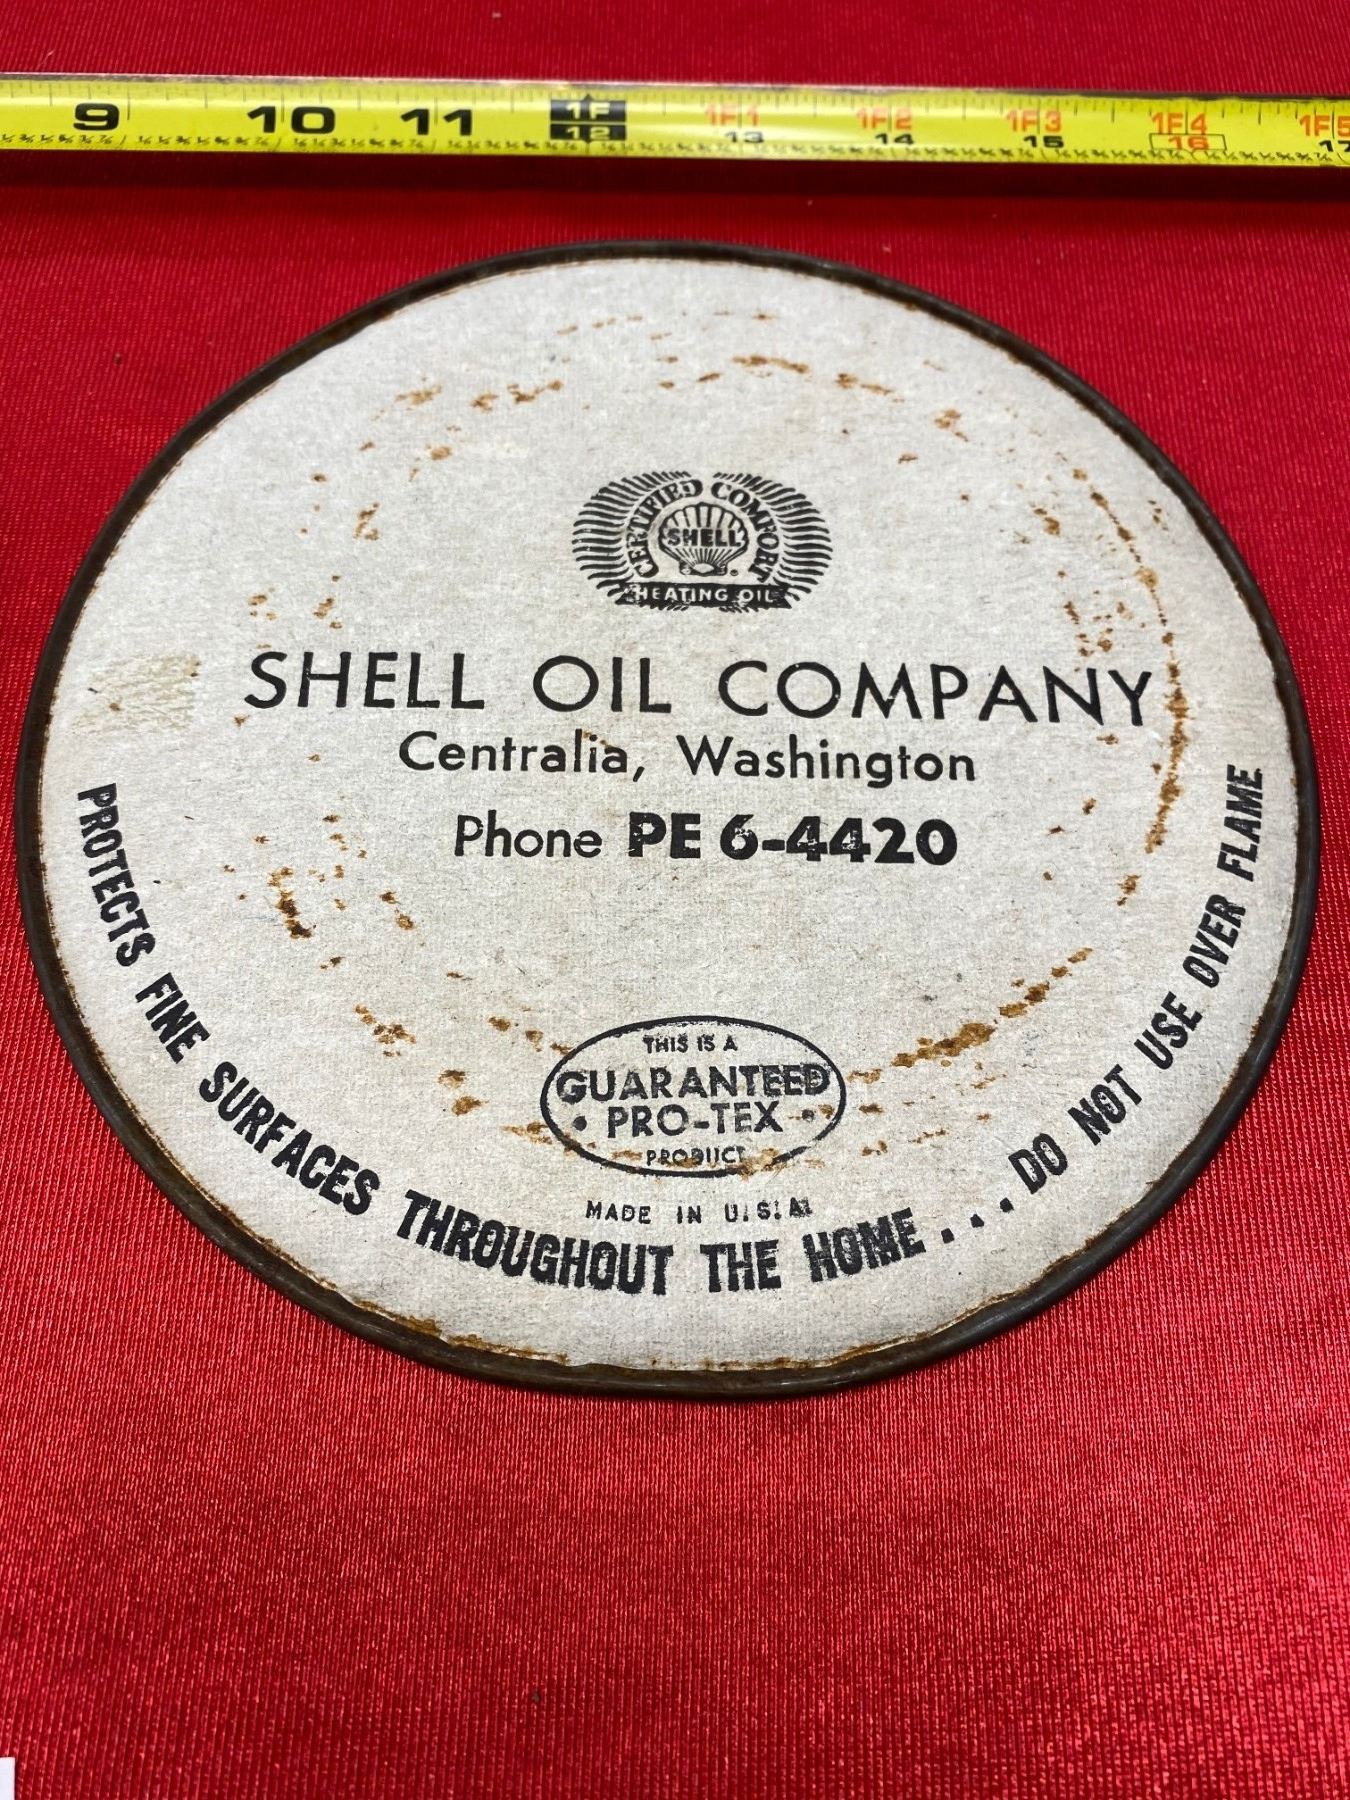 9 10 11 1F 1F1 1F2 1F3 1F4 1F5
12 13 14 15 16 17
CERTIFIED COMFORT
SHELL
HEATING OIL
SHELL OIL COMPANY
Centralia, Washington
Phone PE 6-4420
THIS IS A
GUARANTEED
• PRO-TEX •
PRODUCT
MADE IN U.S.A.
PROTECTS FINE SURFACES THROUGHOUT THE HOME . . . DO NOT USE OVER FLAME